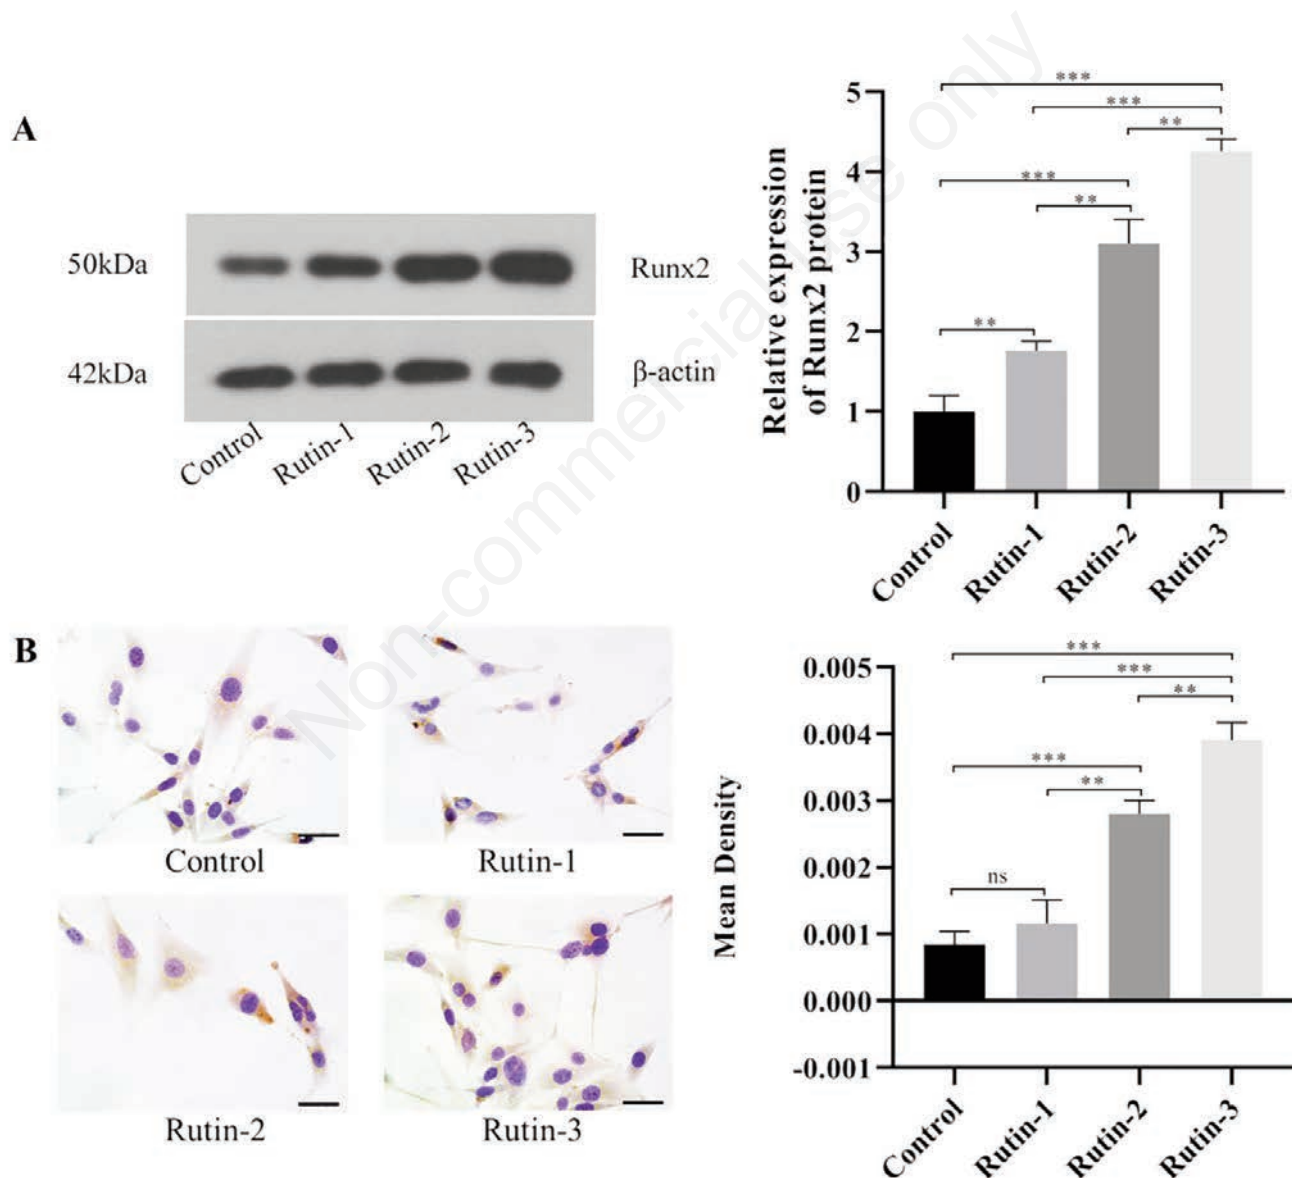 A
50kDa
Runx2
42kDa
β-actin
Control
Rutin-1
Rutin-2
Rutin-3
Relative expression
of Runx2 protein
5
4
3
2
1
0
***
***
**
***
**
**
Control
Rutin-1
Rutin-2
Rutin-3
B
Control
Rutin-1
Rutin-2
Rutin-3
Mean Density
0.005
0.004
0.003
0.002
0.001
0.000
-0.001
***
***
**
***
**
ns
Control
Rutin-1
Rutin-2
Rutin-3
Non-commercial use only